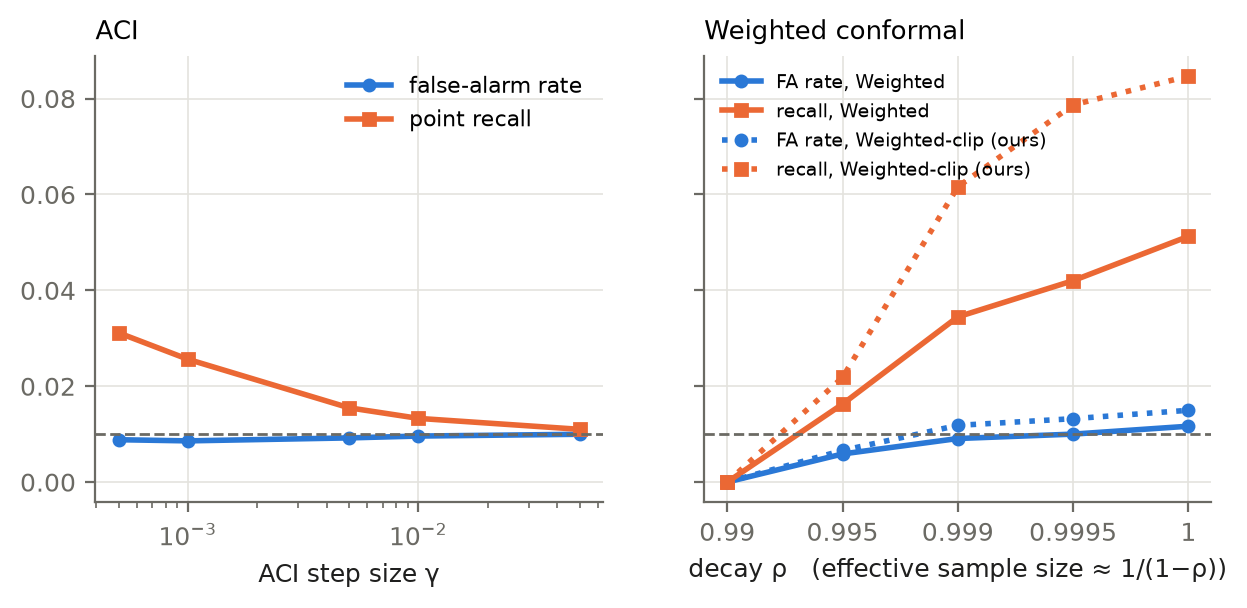 ACI
false-alarm rate
point recall
0.08
0.06
0.04
0.02
0.00
10⁻³
10⁻²
ACI step size γ
Weighted conformal
FA rate, Weighted
recall, Weighted
FA rate, Weighted-clip (ours)
recall, Weighted-clip (ours)
0.99 0.995 0.999 0.9995 1
decay ρ (effective sample size ≈ 1/(1−ρ))